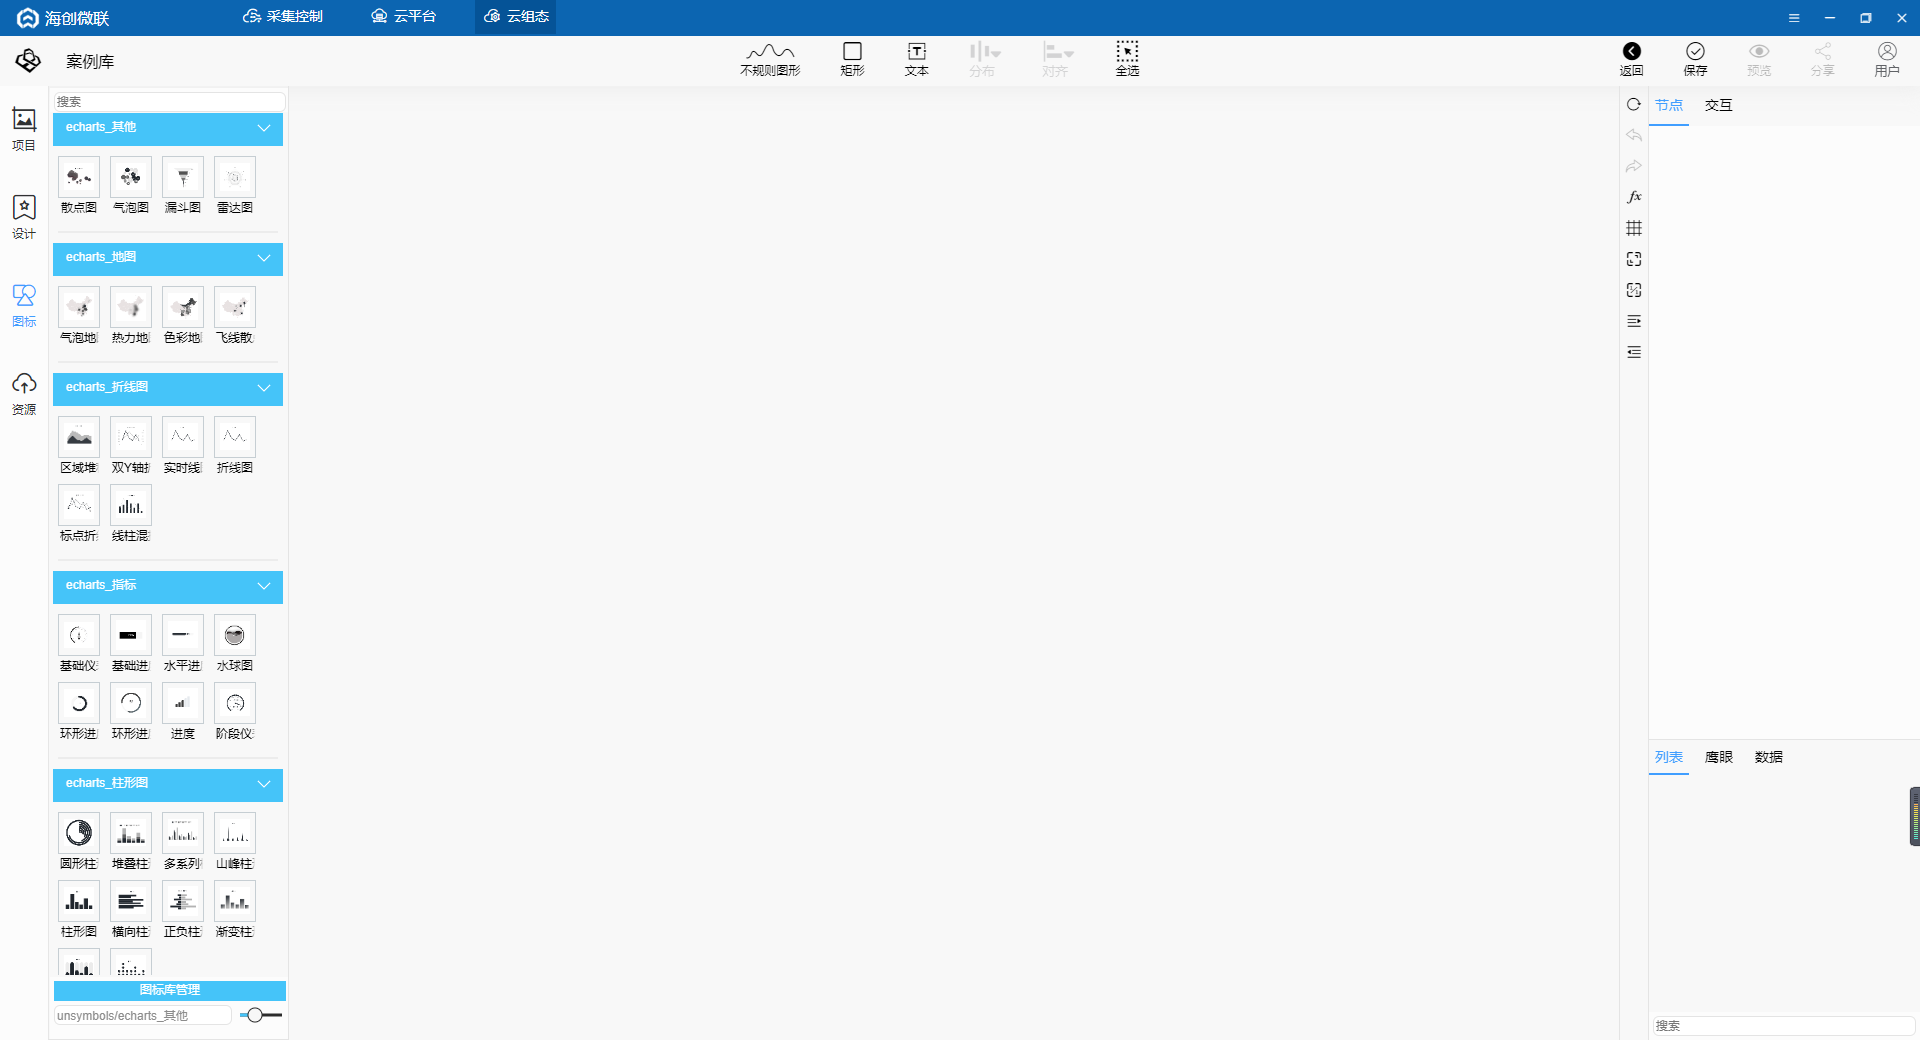 海创微联
采集控制
云平台
云组态
案例库
不规则图形
矩形
文本
分布
对齐
全选
返回
保存
预览
分享
用户
项目
设计
图标
资源
搜索
echarts_其他
散点图 气泡图 漏斗图 雷达图
echarts_地图
气泡地 热力地 色彩地 飞线散
echarts_折线图
区域堆 双Y轴折 实时线 折线图
标点折 线柱混
echarts_指标
基础仪 基础进 水平进 水球图
环形进 环形进 进度 阶段仪
echarts_柱形图
圆形柱 堆叠柱 多系列 山峰柱
柱形图 横向柱 正负柱 渐变柱
图标库管理
unsymbols/echarts_其他
fx
节点 交互
列表 鹰眼 数据
搜索